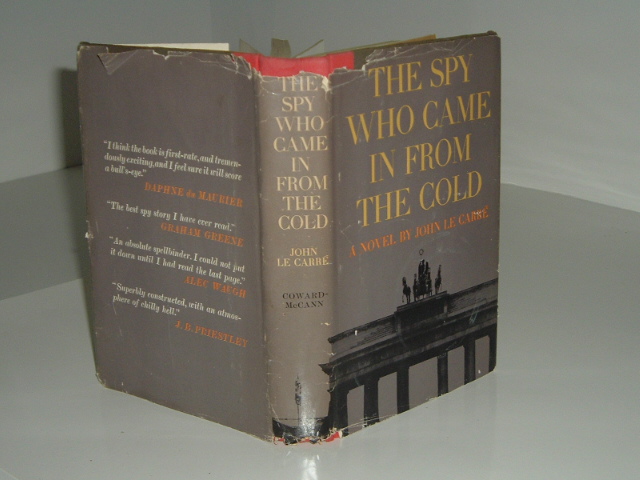 "I think the book is first-rate, and tremen-
dously exciting, and I feel sure it will score
a bull's-eye."
DAPHNE du MAURIER
"The best spy story I have ever read."
GRAHAM GREENE
"An absolute spellbinder. I could not put
it down until I had read the last page."
ALEC WAUGH
"Superbly constructed, with an atmos-
phere of chilly hell."
J. B. PRIESTLEY
THE
SPY
WHO
CAME
IN
FROM
THE
COLD
JOHN
LE CARRÉ
COWARD-
McCANN
THE SPY
WHO CAME
IN FROM
THE COLD
A NOVEL BY JOHN LE CARRÉ